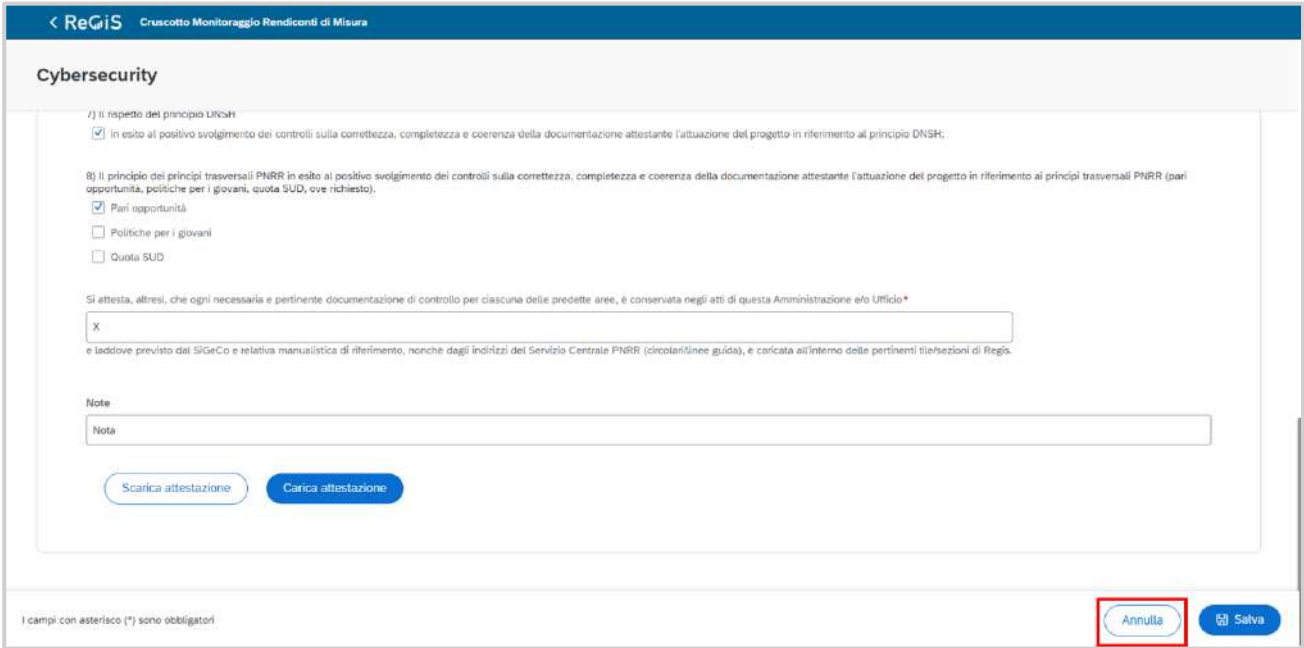 ReGiS Cruscotto Monitoraggio Rendiconti di Misura
Cybersecurity
7) Il rispetto del principio DNSH
in esito al positivo svolgimento dei controlli sulla correttezza, completezza e coerenza della documentazione attestante l'attuazione del progetto in riferimento al principio DNSH;
8) Il principio dei principi trasversali PNRR in esito al positivo svolgimento dei controlli sulla correttezza, completezza e coerenza della documentazione attestante l'attuazione del progetto in riferimento ai principi trasversali PNRR (pari
opportunità, politiche per i giovani, quota SUD, ove richiesto).
Pari opportunità
Politiche per i giovani
Quota SUD
Si attesta, altresì, che ogni necessaria e pertinente documentazione di controllo per ciascuna delle predette aree, è conservata negli atti di questa Amministrazione e/o Ufficio*
X
e laddove previsto dal SiGeCo e relativa manualistica di riferimento, nonché dagli indirizzi del Servizio Centrale PNRR (circolari/linee guida), è caricata all'interno delle pertinenti tile/sezioni di Regis.
Note
Nota
Scarica attestazione Carica attestazione
I campi con asterisco (*) sono obbligatori Annulla Salva